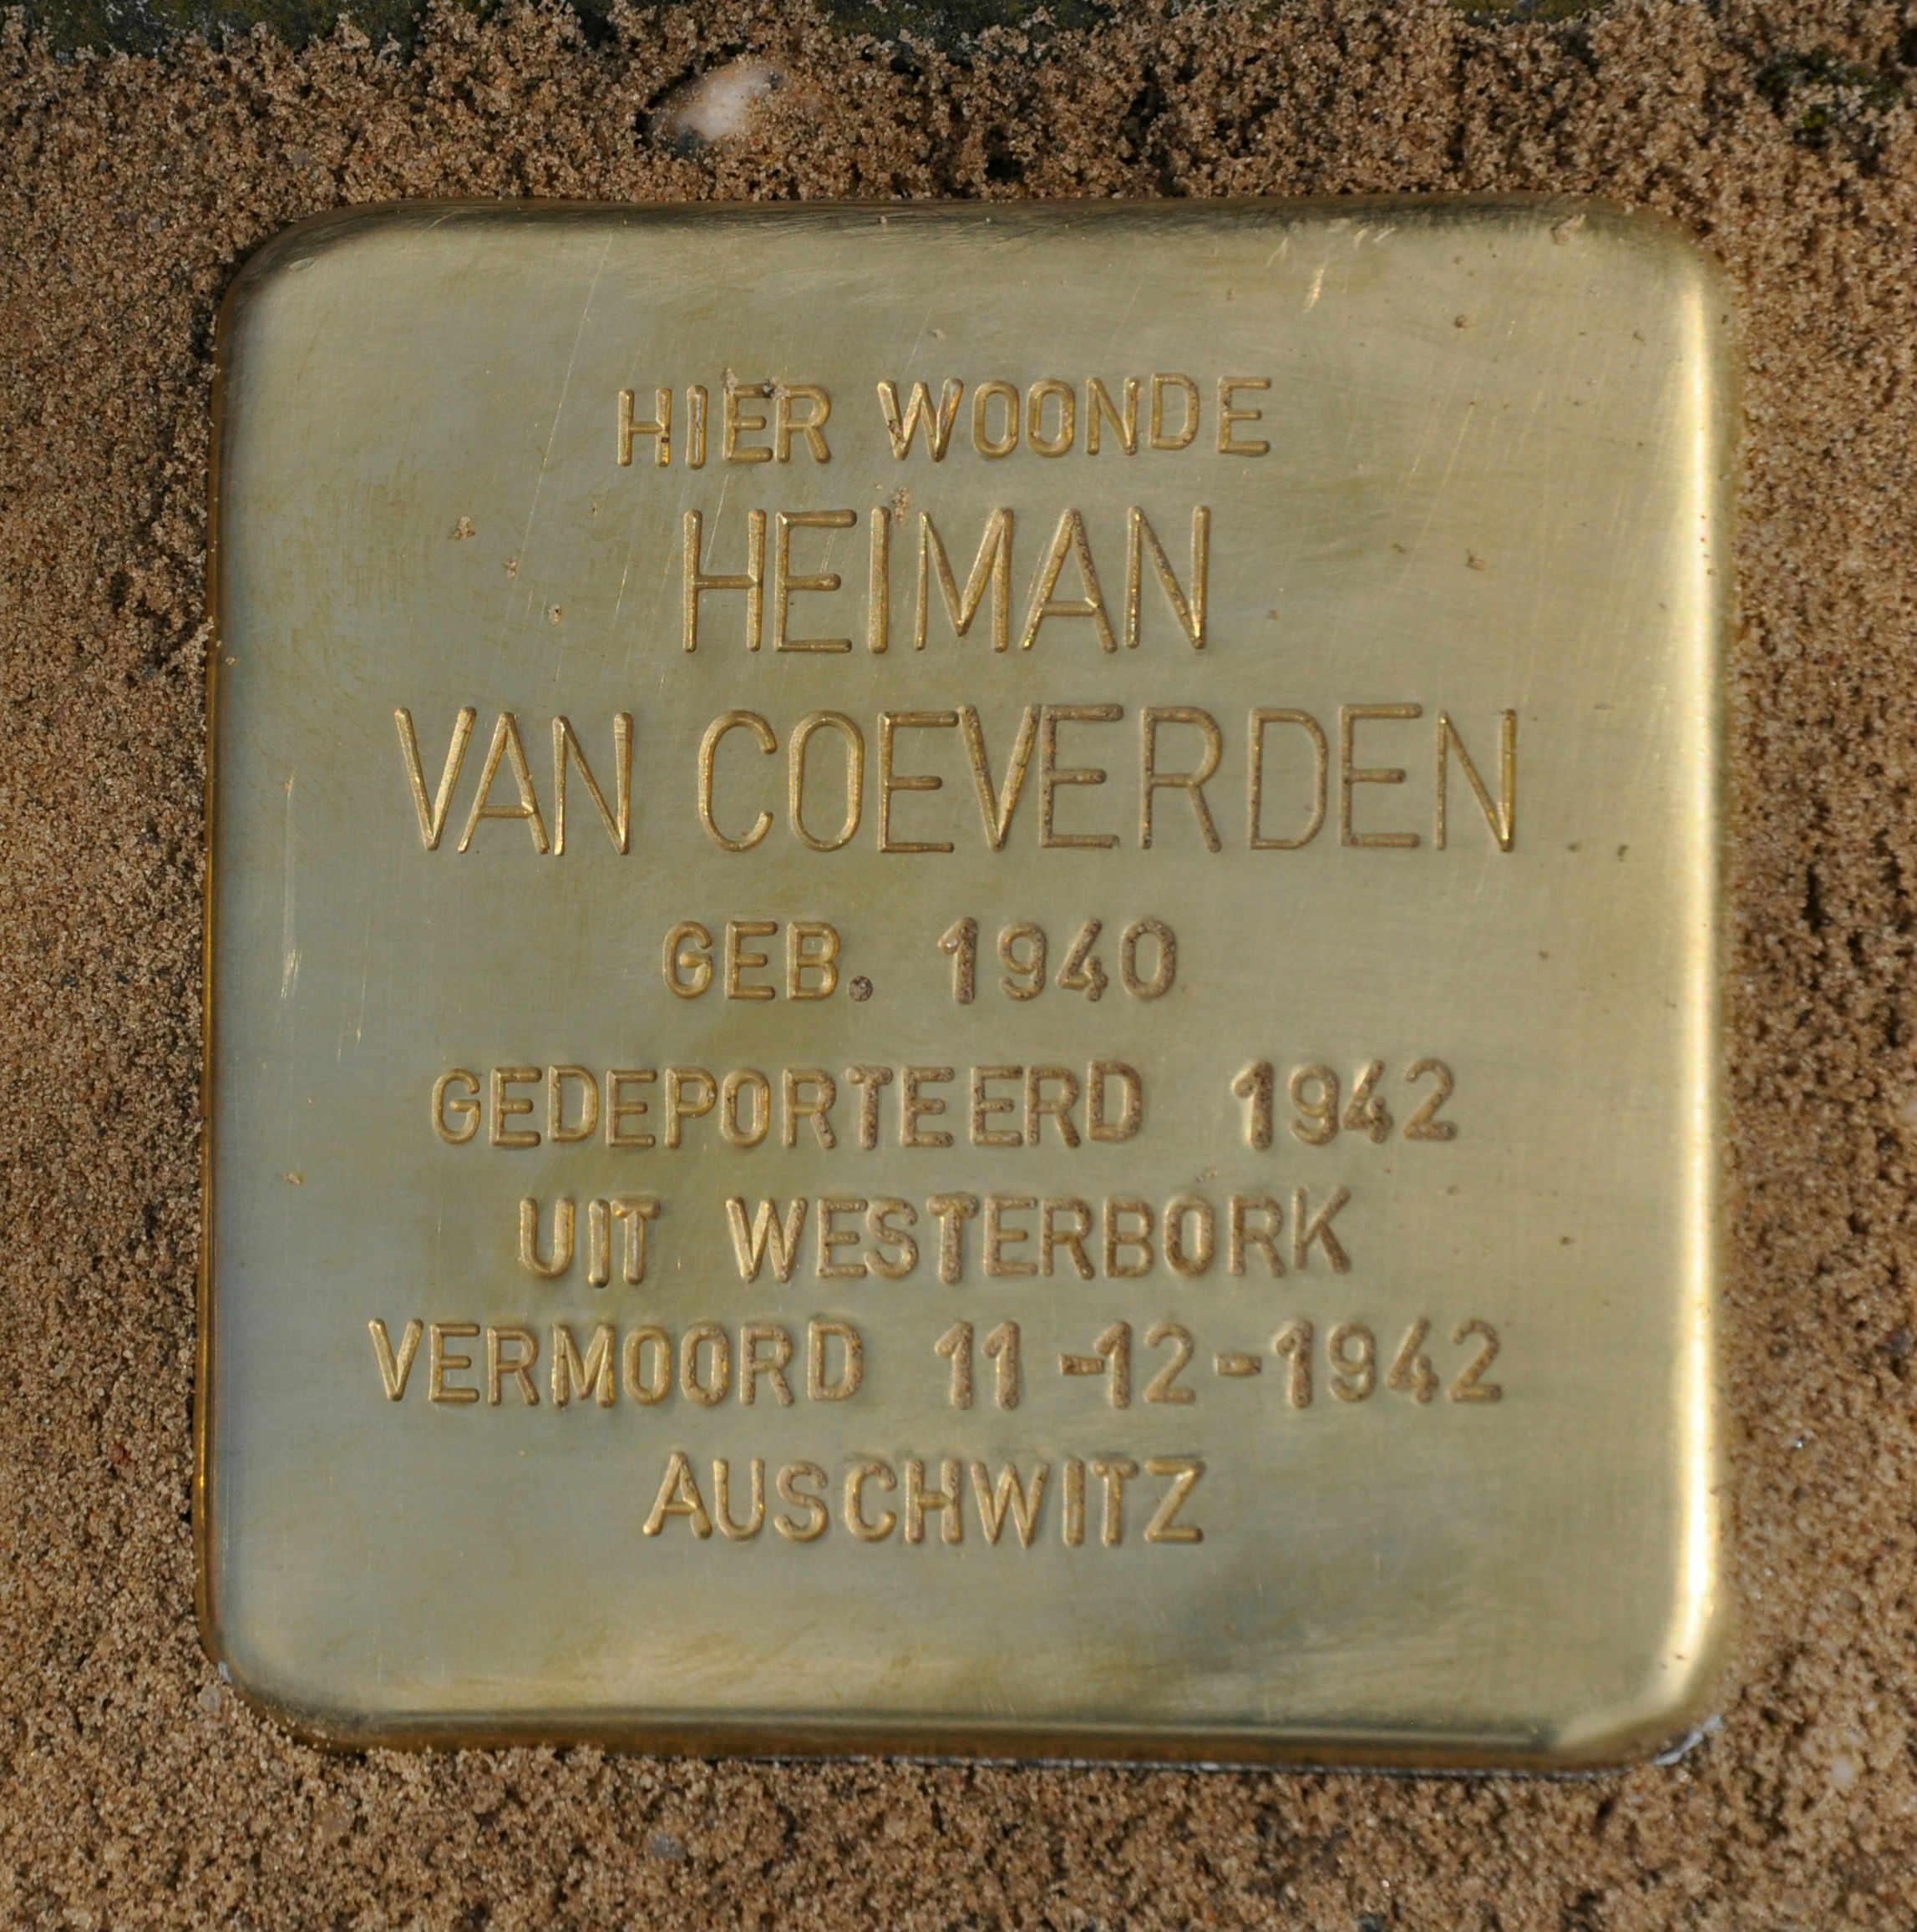 HIER WOONDE
HEIMAN
VAN COEVERDEN
GEB. 1940
GEDEPORTEERD 1942
UIT WESTERBORK
VERMOORD 11-12-1942
AUSCHWITZ